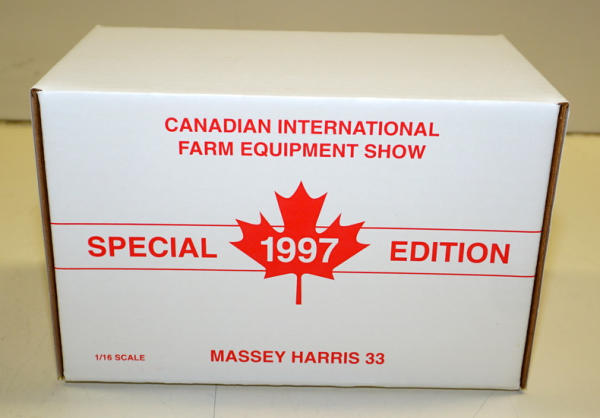 CANADIAN INTERNATIONAL
FARM EQUIPMENT SHOW
SPECIAL 1997 EDITION
1/16 SCALE MASSEY HARRIS 33